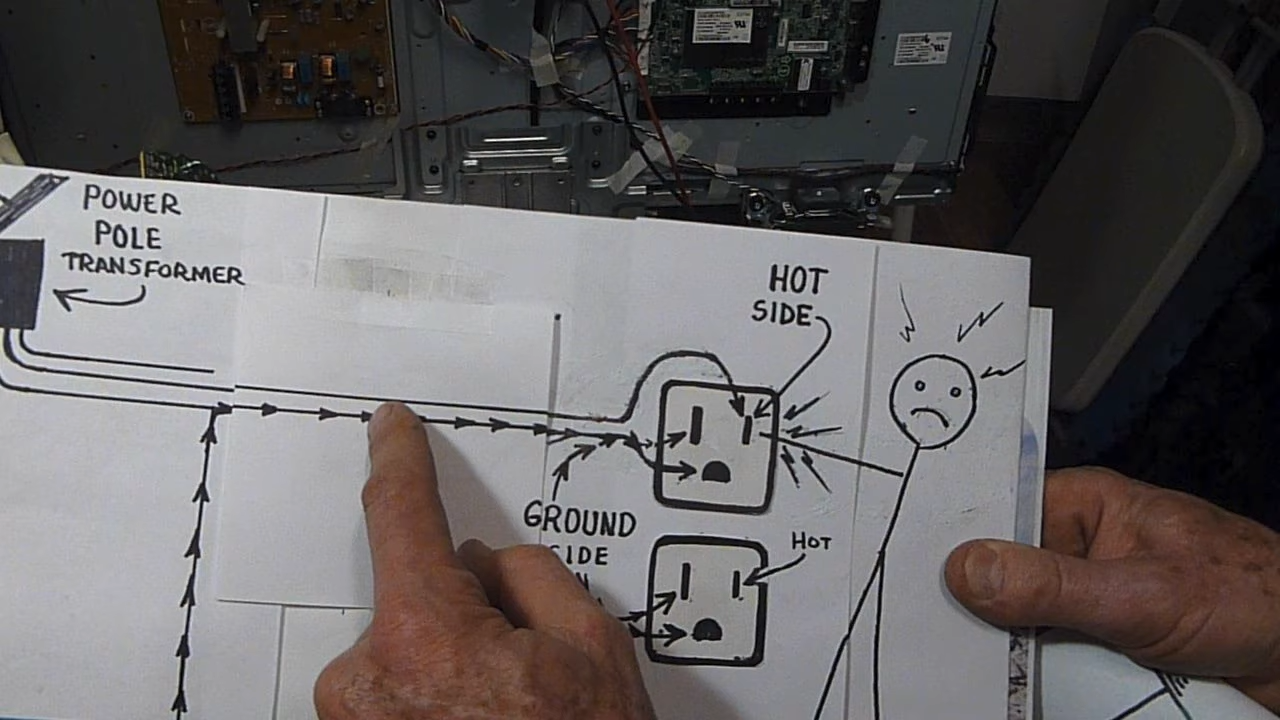 POWER
POLE
TRANSFORMER
HOT
SIDE
GROUND
SIDE
HOT